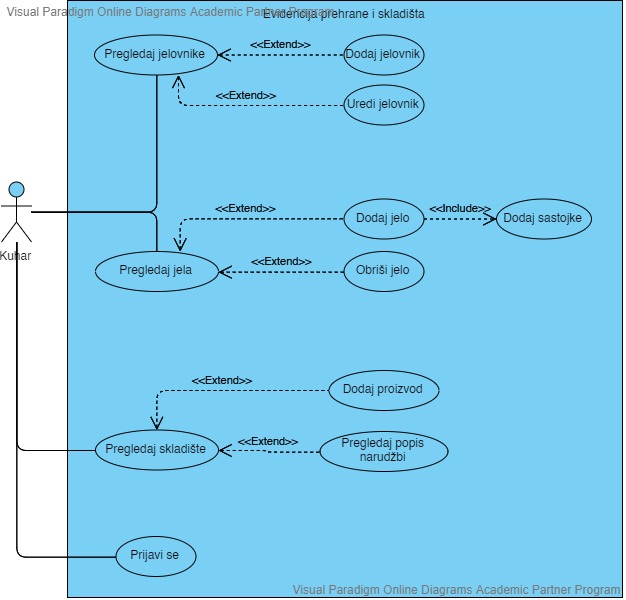 Visual Paradigm Online Diagrams Academic Partner Program
Evidencija prehrane i skladišta
Pregledaj jelovnike
<<Extend>>
Dodaj jelovnik
<<Extend>>
Uredi jelovnik
Kuhar
<<Extend>>
Dodaj jelo
<<Include>>
Dodaj sastojke
Pregledaj jela
<<Extend>>
Obriši jelo
<<Extend>>
Dodaj proizvod
Pregledaj skladište
<<Extend>>
Pregledaj popis
narudžbi
Prijavi se
Visual Paradigm Online Diagrams Academic Partner Program